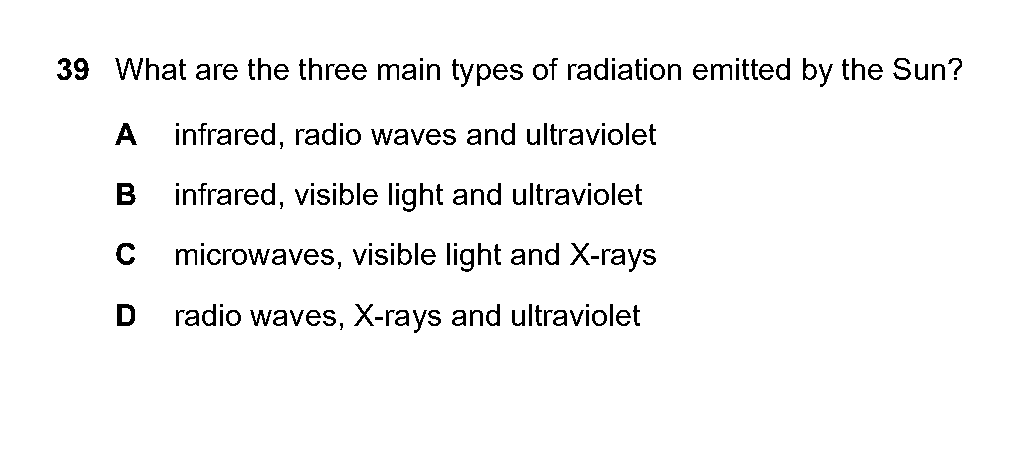 39 What are the three main types of radiation emitted by the Sun?
A infrared, radio waves and ultraviolet
B infrared, visible light and ultraviolet
C microwaves, visible light and X-rays
D radio waves, X-rays and ultraviolet